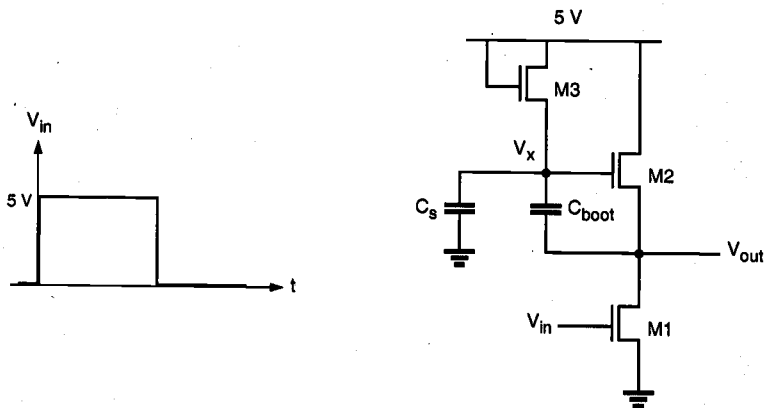 V_in
5 V
t
5 V
M3
V_x
M2
C_s
C_boot
V_out
V_in
M1